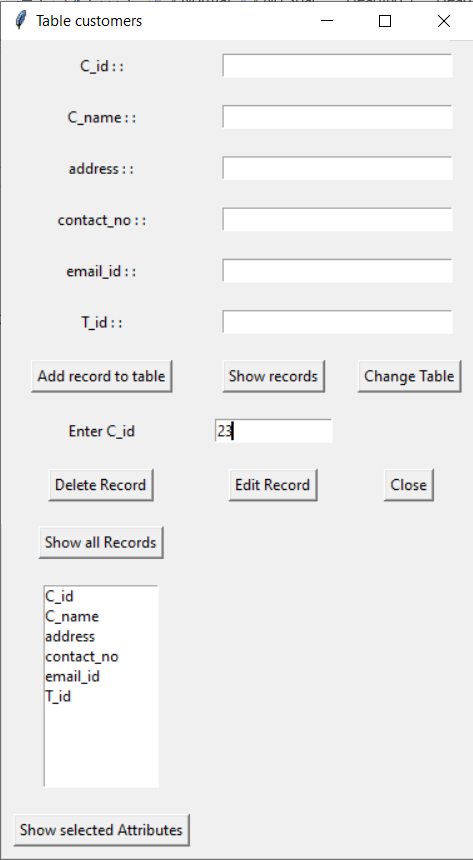 Table customers
C_id : :
C_name : :
address : :
contact_no : :
email_id : :
T_id : :
Add record to table Show records Change Table
Enter C_id 23
Delete Record Edit Record Close
Show all Records
C_id
C_name
address
contact_no
email_id
T_id
Show selected Attributes